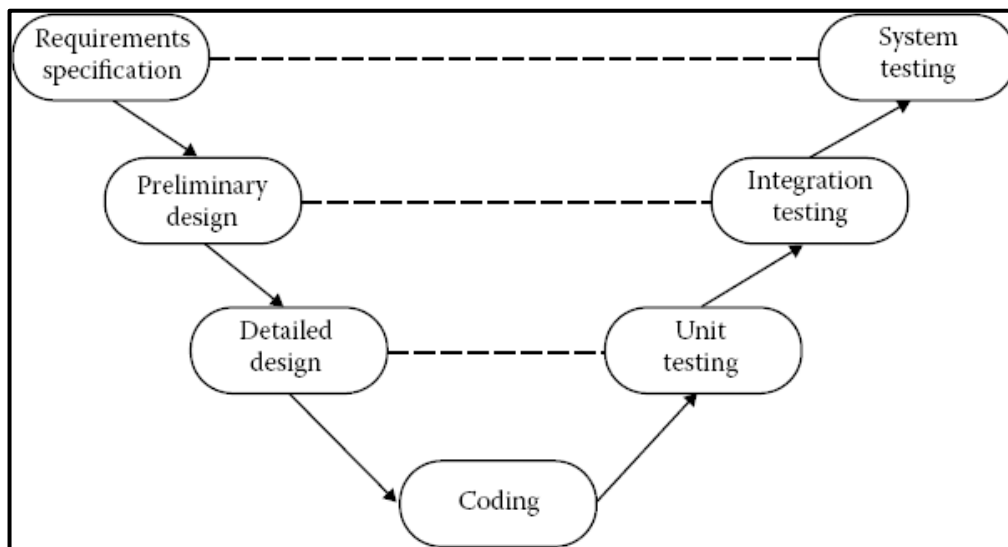 Requirements
specification
System
testing
Preliminary
design
Integration
testing
Detailed
design
Unit
testing
Coding